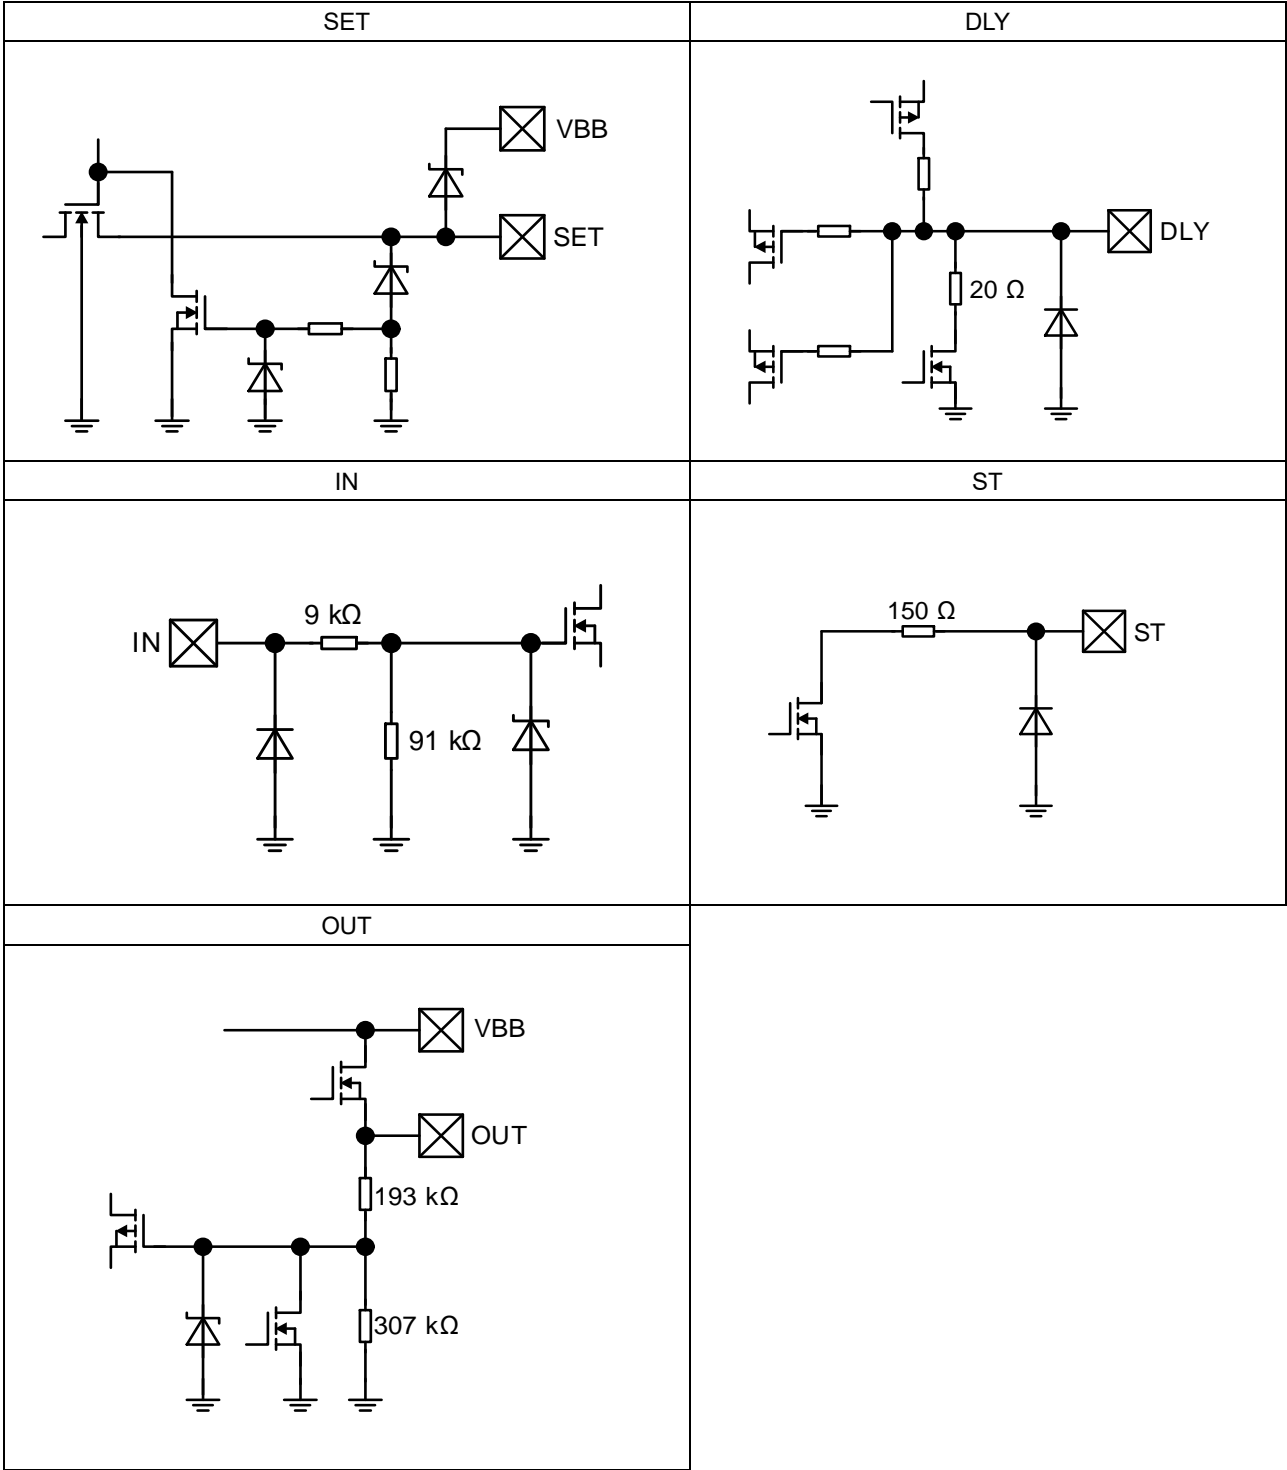 SET
DLY
VBB
SET
DLY
20 Ω
IN
ST
9 kΩ
IN
91 kΩ
150 Ω
ST
OUT
VBB
OUT
193 kΩ
307 kΩ